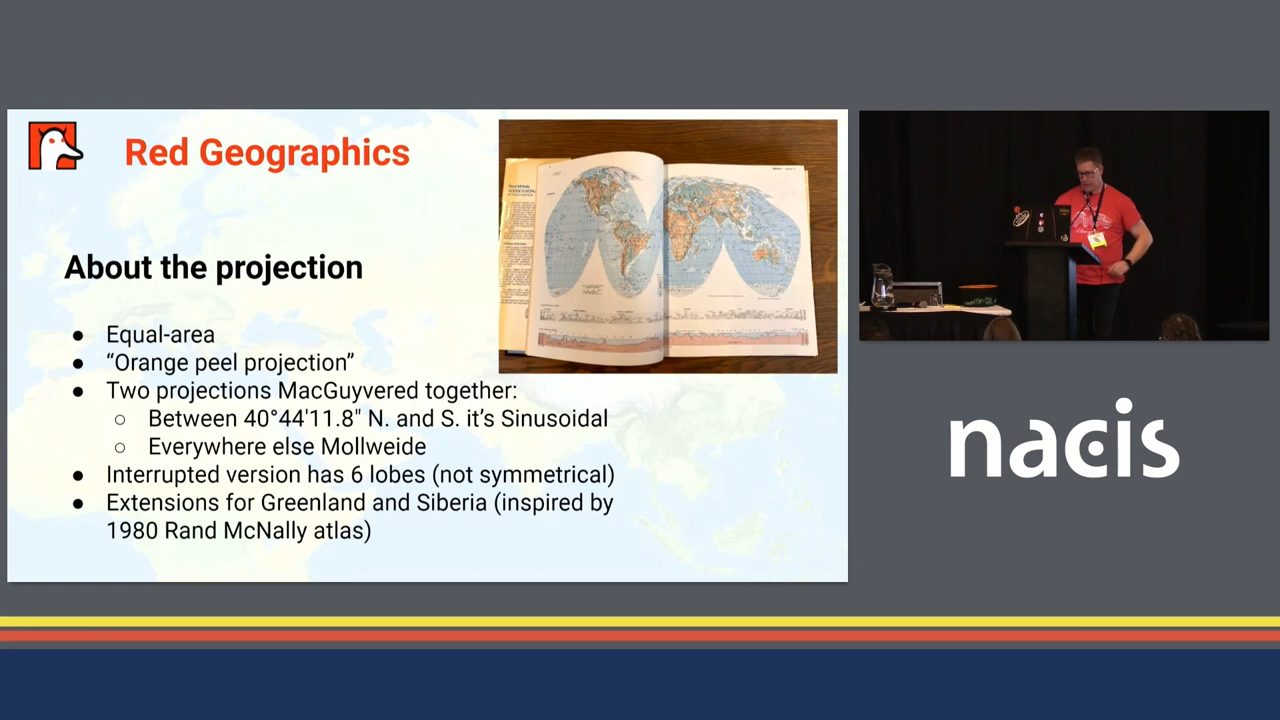 Red Geographics
About the projection
● Equal-area
● “Orange peel projection”
● Two projections MacGuyvered together:
○ Between 40°44'11.8" N. and S. it’s Sinusoidal
○ Everywhere else Mollweide
● Interrupted version has 6 lobes (not symmetrical)
● Extensions for Greenland and Siberia (inspired by
1980 Rand McNally atlas)
nacis